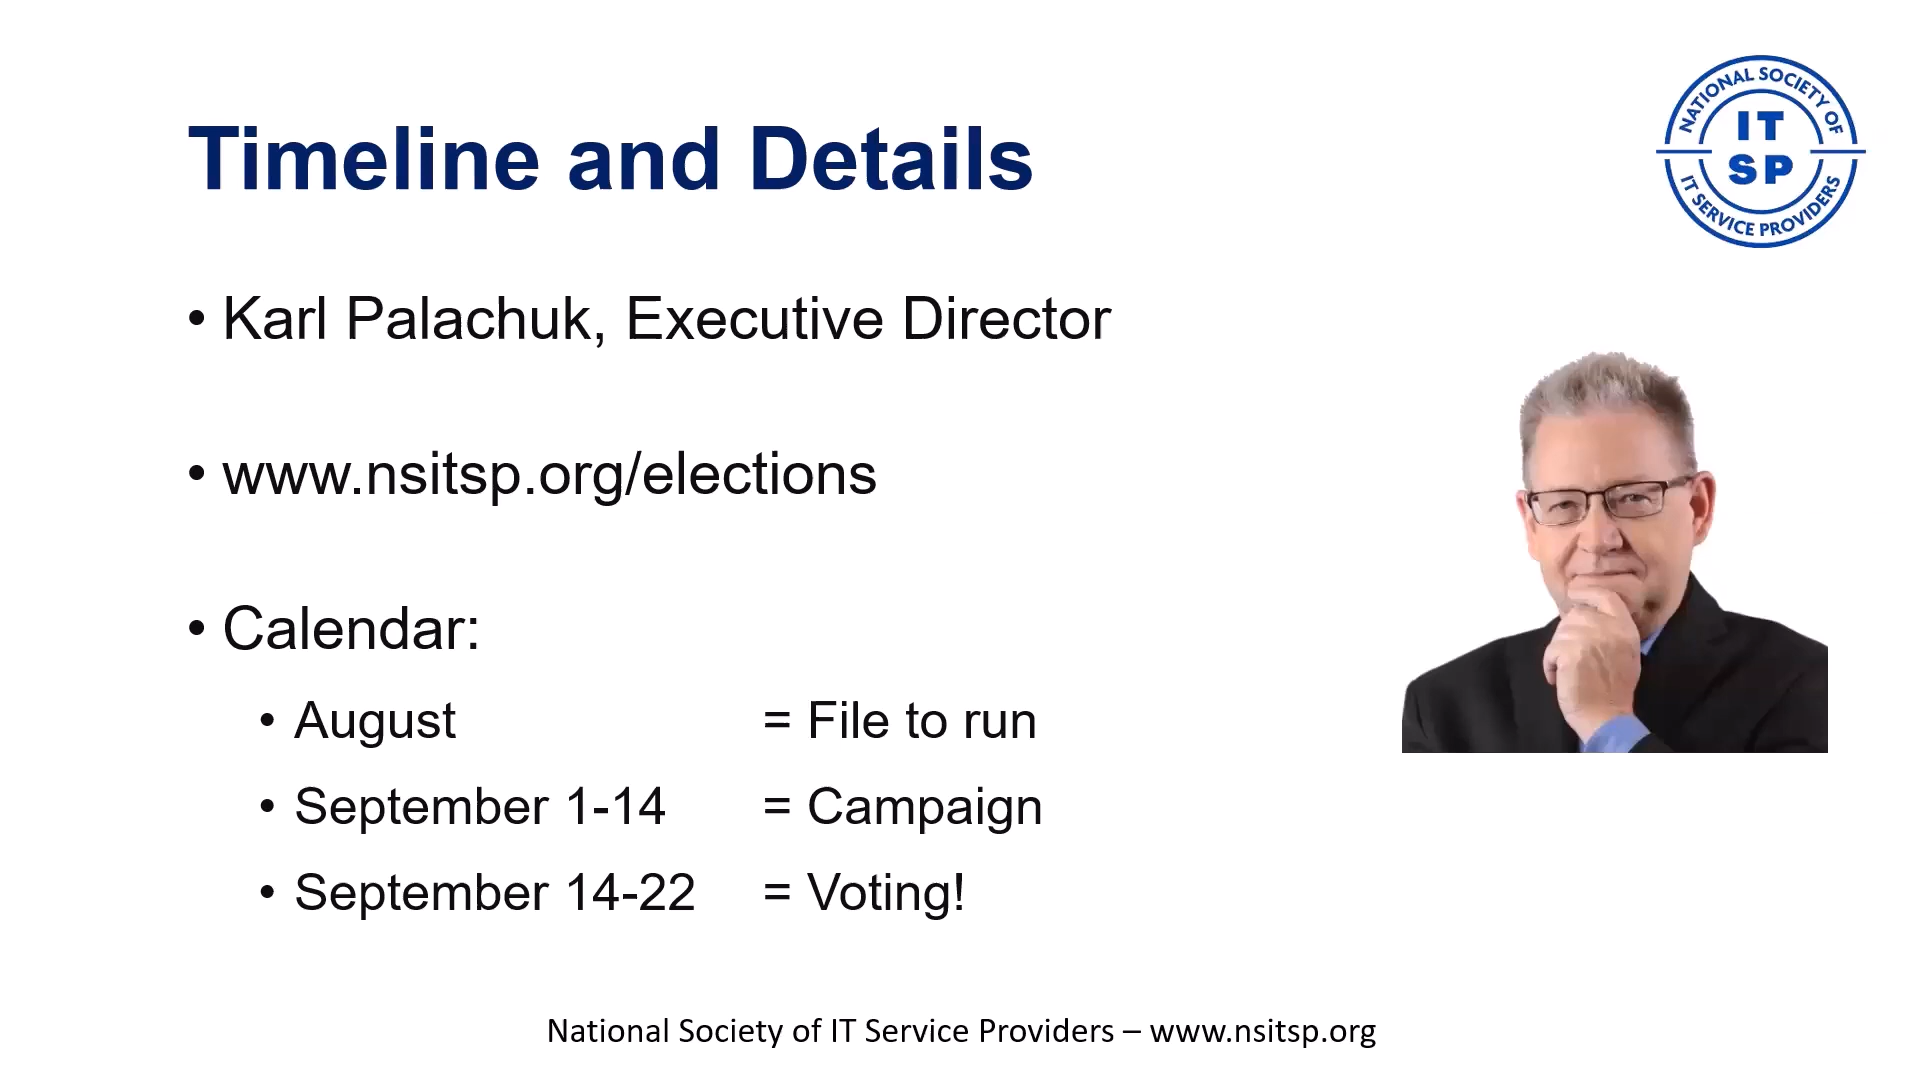 NATIONAL SOCIETY OF
IT
SP
IT SERVICE PROVIDERS
Timeline and Details
• Karl Palachuk, Executive Director
• www.nsitsp.org/elections
• Calendar:
• August = File to run
• September 1-14 = Campaign
• September 14-22 = Voting!
National Society of IT Service Providers – www.nsitsp.org